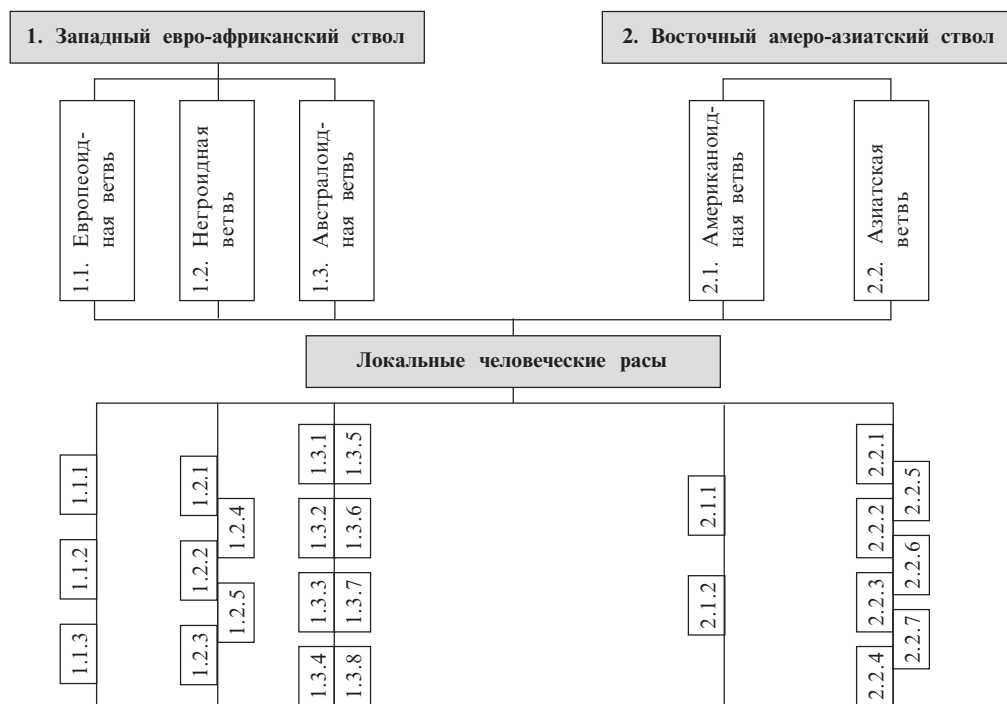 1. Западный евро-африканский ствол
2. Восточный амеро-азиатский ствол
1.1. Европеоид-
ная ветвь
1.2. Негроидная
ветвь
1.3. Австралоид-
ная ветвь
2.1. Американоид-
ная ветвь
2.2. Азиатская
ветвь
Локальные человеческие расы
1.1.1
1.1.2
1.1.3
1.2.1
1.2.2
1.2.3
1.2.4
1.2.5
1.3.1
1.3.2
1.3.3
1.3.4
1.3.5
1.3.6
1.3.7
1.3.8
2.1.1
2.1.2
2.2.1
2.2.2
2.2.3
2.2.4
2.2.5
2.2.6
2.2.7